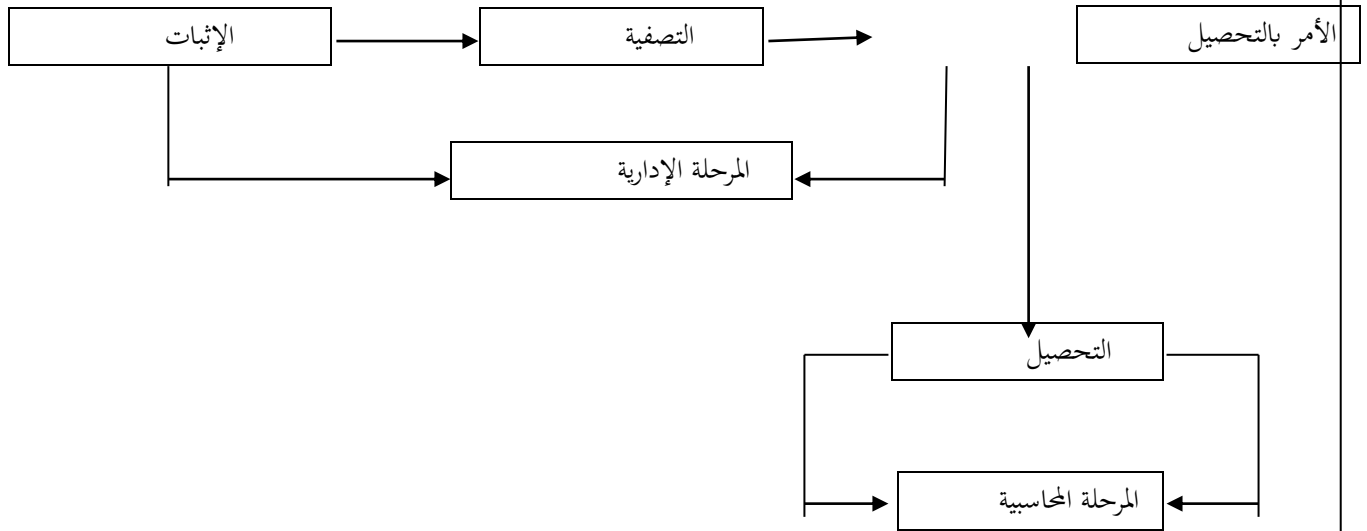 الإثبات
التصفية
الأمر بالتحصيل
المرحلة الإدارية
التحصيل
المرحلة المحاسبية